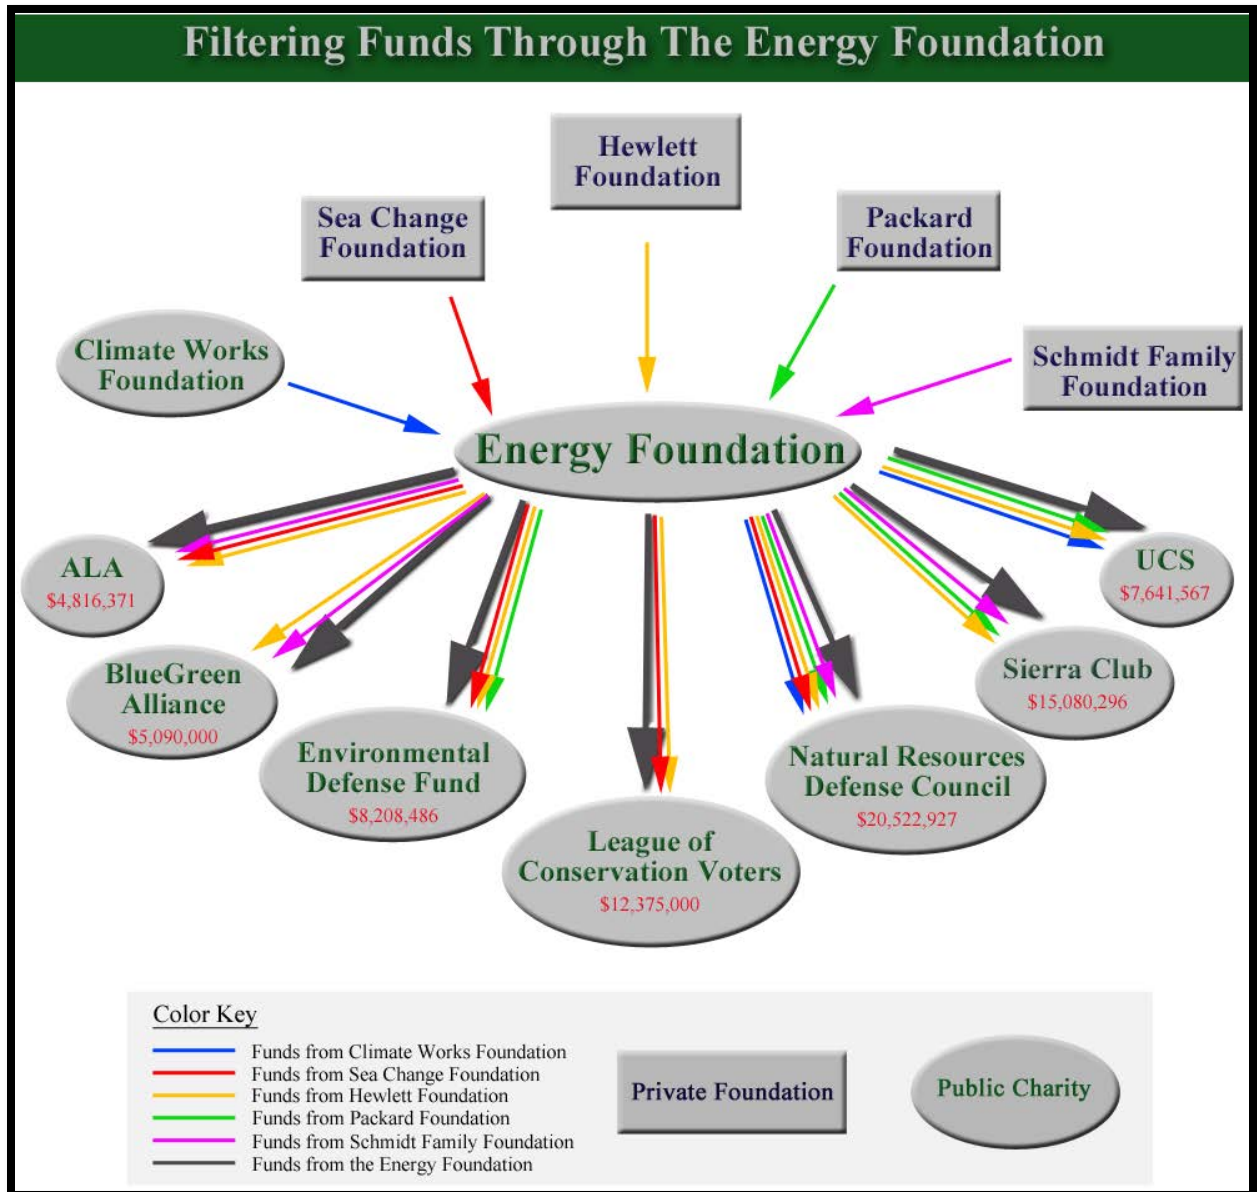 Filtering Funds Through The Energy Foundation
Hewlett
Foundation
Sea Change
Foundation
Packard
Foundation
Climate Works
Foundation
Schmidt Family
Foundation
Energy Foundation
ALA
$4,816,371
UCS
$7,641,567
BlueGreen
Alliance
$5,090,000
Sierra Club
$15,080,296
Environmental
Defense Fund
$8,208,486
Natural Resources
Defense Council
$20,522,927
League of
Conservation Voters
$12,375,000
Color Key
Funds from Climate Works Foundation
Funds from Sea Change Foundation
Funds from Hewlett Foundation
Funds from Packard Foundation
Funds from Schmidt Family Foundation
Funds from the Energy Foundation
Private Foundation
Public Charity